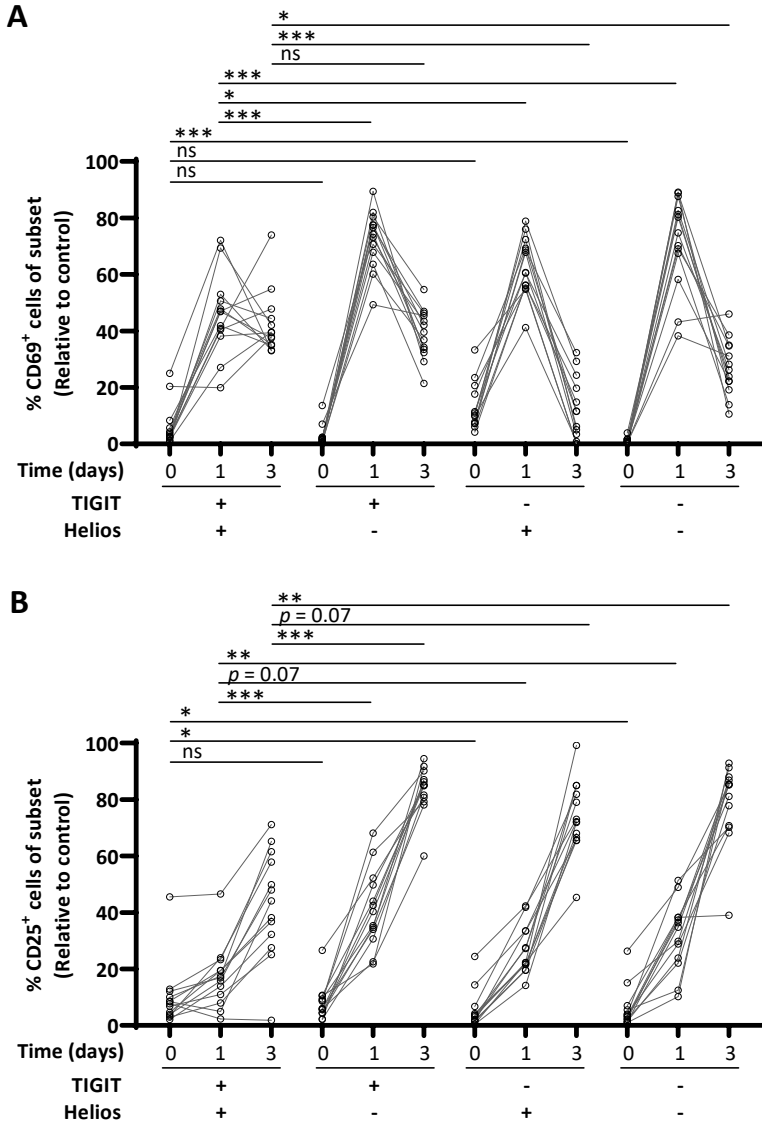 A
*
***
ns
***
*
***
***
ns
ns
% CD69+ cells of subset
(Relative to control)
100
80
60
40
20
0
Time (days) 0 1 3 0 1 3 0 1 3 0 1 3
TIGIT + + - -
Helios + - + -
B
**
p = 0.07
***
**
p = 0.07
***
*
*
ns
% CD25+ cells of subset
(Relative to control)
100
80
60
40
20
0
Time (days) 0 1 3 0 1 3 0 1 3 0 1 3
TIGIT + + - -
Helios + - + -